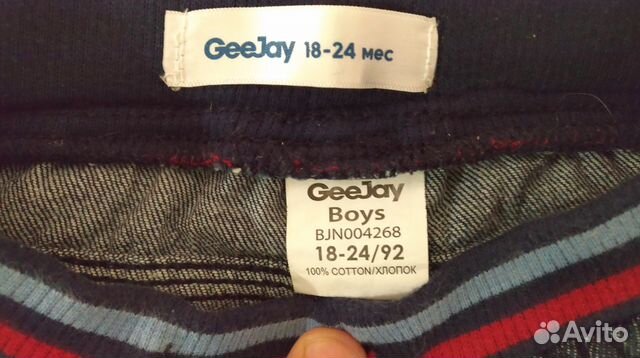 GeeJay 18-24 мес
GeeJay
Boys
BJN004268
18-24/92
100% COTTON/ХЛОПОК
Avito